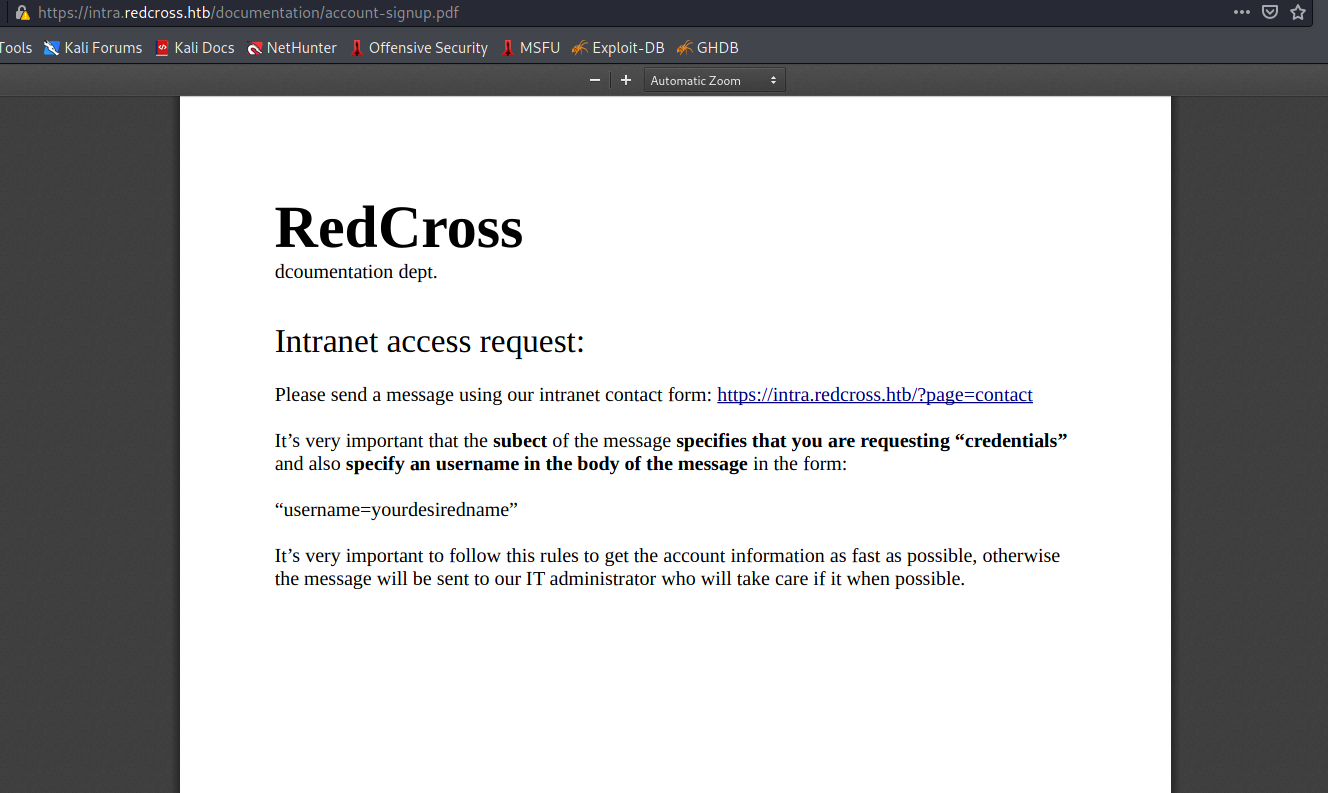 https://intra.redcross.htb/documentation/account-signup.pdf
Tools Kali Forums Kali Docs NetHunter Offensive Security MSFU Exploit-DB GHDB
Automatic Zoom
RedCross
dcoumentation dept.
Intranet access request:
Please send a message using our intranet contact form: https://intra.redcross.htb/?page=contact
It’s very important that the subect of the message specifies that you are requesting “credentials”
and also specify an username in the body of the message in the form:
“username=yourdesiredname”
It’s very important to follow this rules to get the account information as fast as possible, otherwise
the message will be sent to our IT administrator who will take care if it when possible.